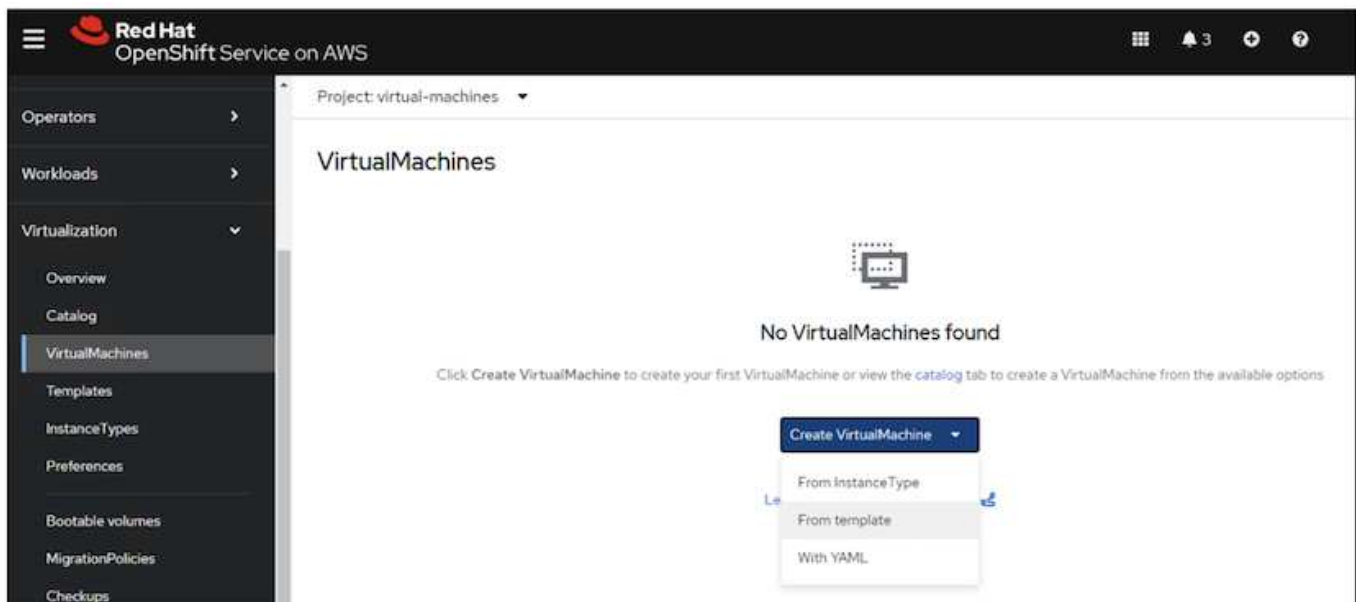 Red Hat
OpenShift Service on AWS
3
Project: virtual-machines
Operators
Workloads
Virtualization
Overview
Catalog
VirtualMachines
Templates
InstanceTypes
Preferences
Bootable volumes
MigrationPolicies
Checkups
VirtualMachines
No VirtualMachines found
Click Create VirtualMachine to create your first VirtualMachine or view the catalog tab to create a VirtualMachine from the available options
Create VirtualMachine
From InstanceType
Le
From template
With YAML